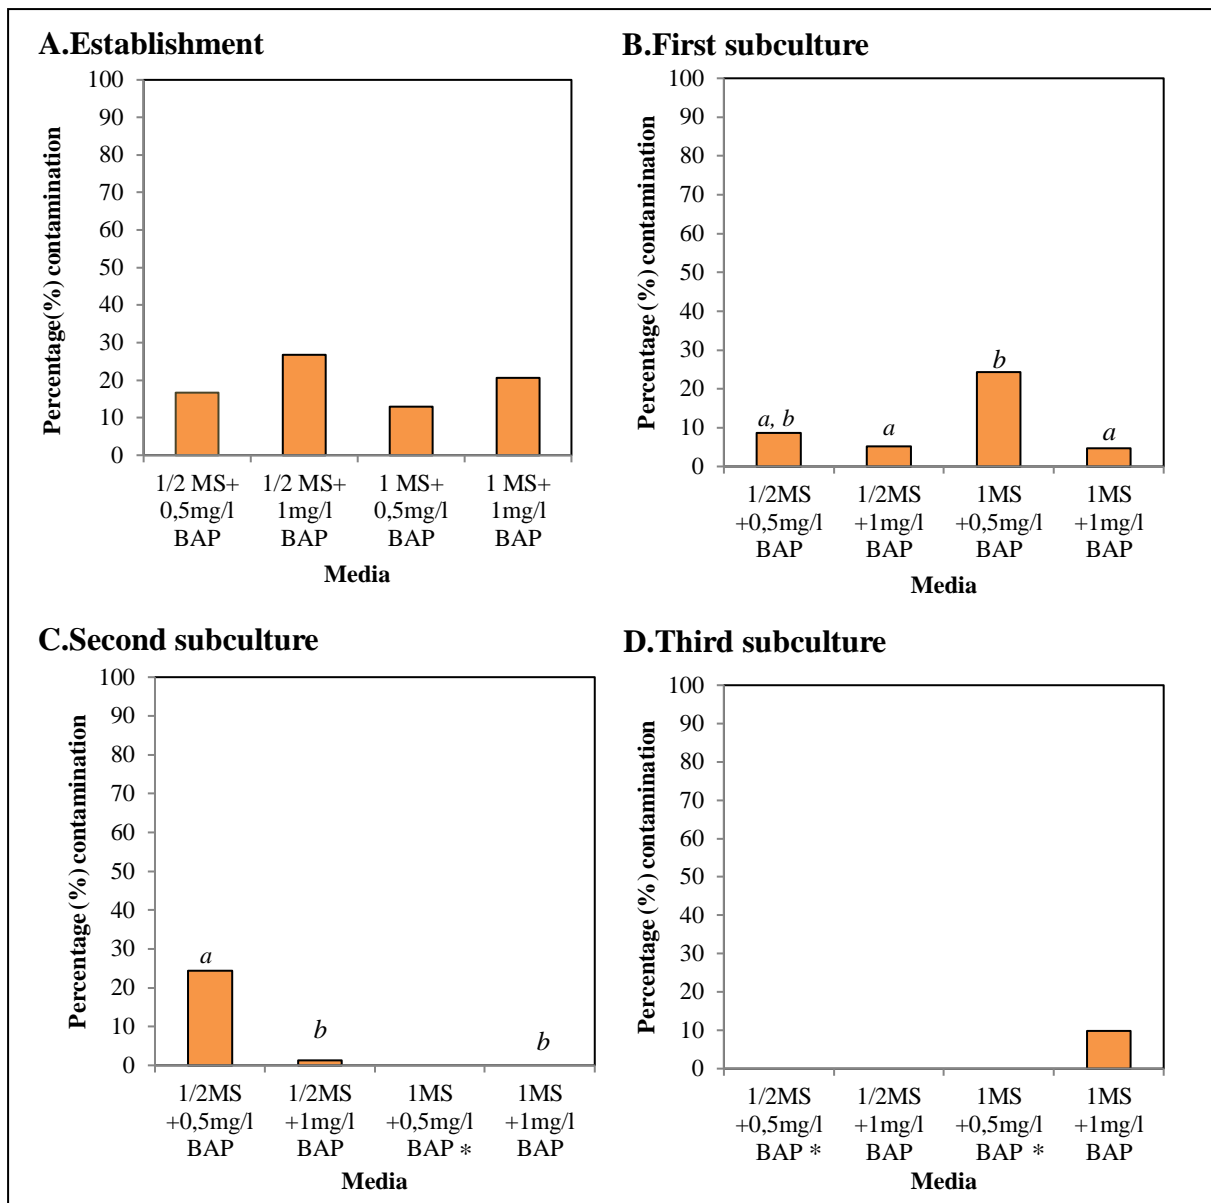 A.Establishment
Percentage(%) contamination
100
90
80
70
60
50
40
30
20
10
0
1/2 MS+ 1/2 MS+ 1 MS+ 1 MS+
0,5mg/l 1mg/l 0,5mg/l 1mg/l
BAP BAP BAP BAP
Media
B.First subculture
Percentage(%) contamination
100
90
80
70
60
50
40
30
20
10
0
a, b a b a
1/2MS 1/2MS 1MS 1MS
+0,5mg/l +1mg/l +0,5mg/l +1mg/l
BAP BAP BAP BAP
Media
C.Second subculture
Percentage(%) contamination
100
90
80
70
60
50
40
30
20
10
0
a b b
1/2MS 1/2MS 1MS 1MS
+0,5mg/l +1mg/l +0,5mg/l +1mg/l
BAP BAP BAP * BAP
Media
D.Third subculture
Percentage(%) contamination
100
90
80
70
60
50
40
30
20
10
0
1/2MS 1/2MS 1MS 1MS
+0,5mg/l +1mg/l +0,5mg/l +1mg/l
BAP * BAP BAP * BAP
Media